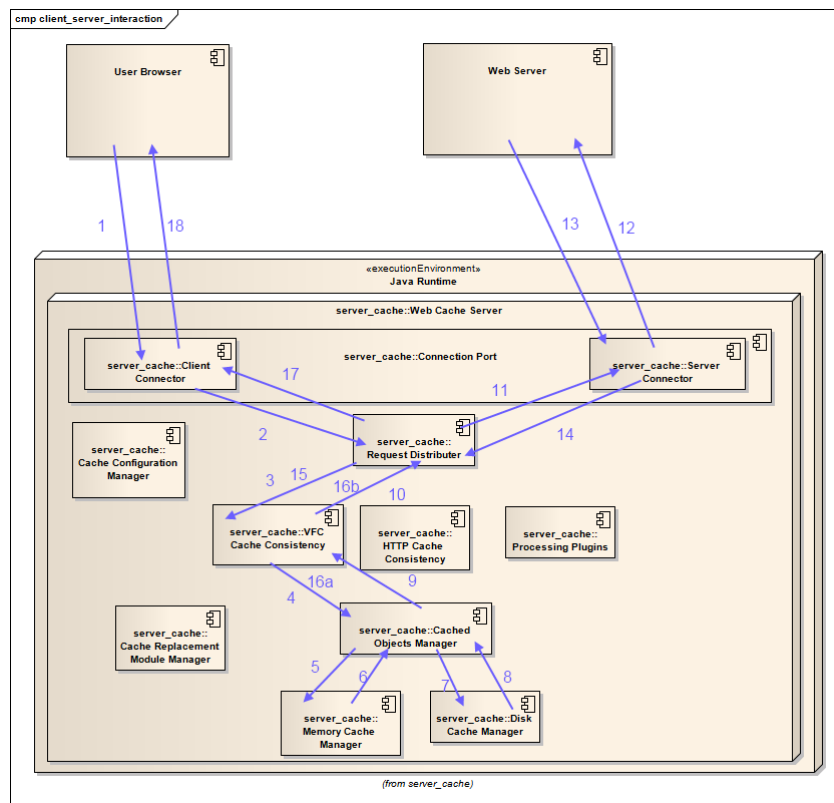 cmp client_server_interaction
User Browser
Web Server
1
18
13
12
«executionEnvironment»
Java Runtime
server_cache::Web Cache Server
server_cache::Client
Connector
server_cache::Connection Port
server_cache::Server
Connector
17
11
2
14
server_cache::
Request Distributer
server_cache::
Cache Configuration
Manager
3
15
16b
10
server_cache::VFC
Cache Consistency
server_cache::
HTTP Cache
Consistency
server_cache::
Processing Plugins
4
16a
9
server_cache::
Cache Replacement
Module Manager
server_cache::Cached
Objects Manager
5
6
7
8
server_cache::
Memory Cache
Manager
server_cache::Disk
Cache Manager
(from server_cache)